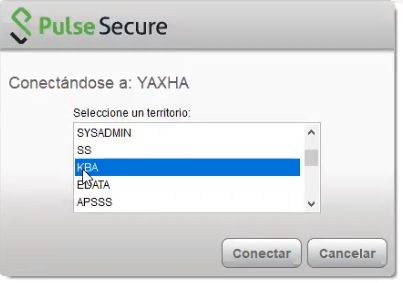 Pulse Secure
Conectándose a: YAXHA
Seleccione un territorio:
SYSADMIN
SS
KBA
EDATA
APSSS
Conectar Cancelar